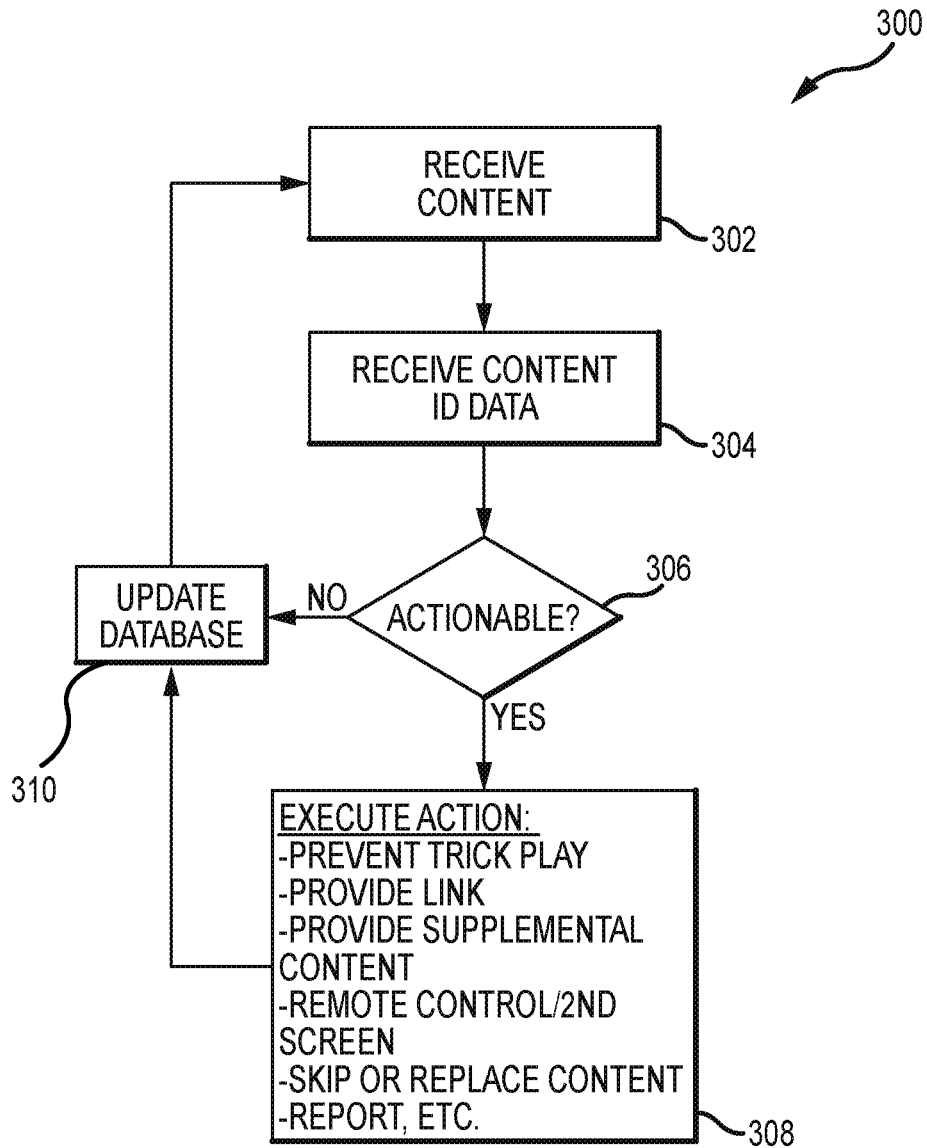 300
RECEIVE
CONTENT
302
RECEIVE CONTENT
ID DATA
304
306
ACTIONABLE?
NO
UPDATE
DATABASE
310
YES
EXECUTE ACTION:
-PREVENT TRICK PLAY
-PROVIDE LINK
-PROVIDE SUPPLEMENTAL
CONTENT
-REMOTE CONTROL/2ND
SCREEN
-SKIP OR REPLACE CONTENT
-REPORT, ETC.
308